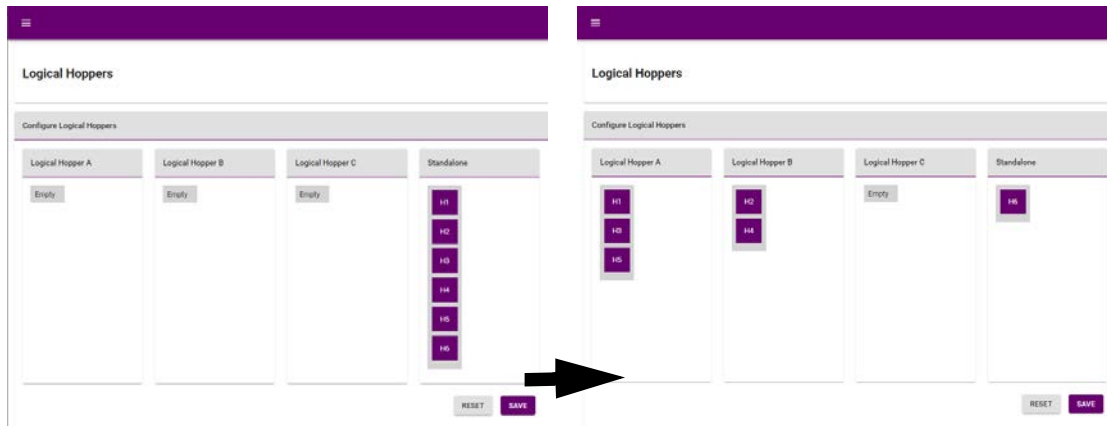 Logical Hoppers
Configure Logical Hoppers
Logical Hopper A
Logical Hopper B
Logical Hopper C
Standalone
Empty
Empty
Empty
H1
H2
H3
H4
H5
H6
RESET
SAVE
Logical Hoppers
Configure Logical Hoppers
Logical Hopper A
Logical Hopper B
Logical Hopper C
Standalone
H1
H3
H5
H2
H4
Empty
H6
RESET
SAVE